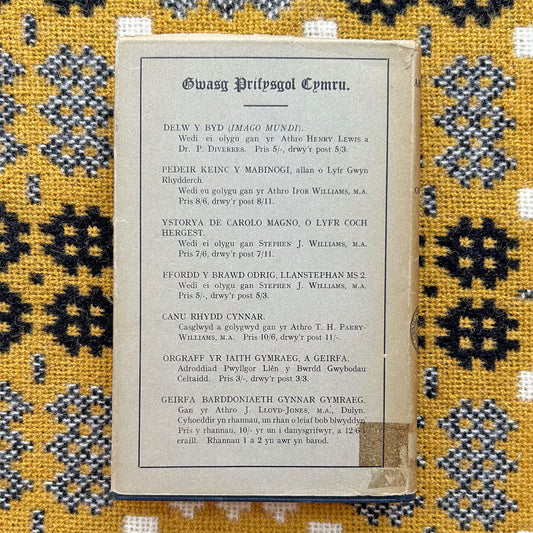 Gwasg Prifysgol Cymru.
DELW Y BYD (IMAGO MUNDI).
Wedi ei olygu gan yr Athro HENRY LEWIS a
Dr. P. DIVERRES. Pris 5/-, drwy'r post 5/3.
PEDEIR KEINC Y MABINOGI, allan o Lyfr Gwyn
Rhydderch.
Wedi eu golygu gan yr Athro IFOR WILLIAMS, M.A.
Pris 8/6, drwy'r post 8/11.
YSTORYA DE CAROLO MAGNO, O LYFR COCH
HERGEST.
Wedi ei olygu gan STEPHEN J. WILLIAMS, M.A.
Pris 7/6, drwy'r post 7/11.
FFORDD Y BRAWD ODRIG, LLANSTEPHAN MS 2.
Wedi ei olygu gan STEPHEN J. WILLIAMS, M.A.
Pris 5/-, drwy'r post 5/3.
CANU RHYDD CYNNAR.
Casglwyd a golygwyd gan yr Athro T. H. PARRY-
WILLIAMS, M.A. Pris 10/6, drwy'r post 11/-.
ORGRAFF YR IAITH GYMRAEG, A GEIRFA.
Adroddiad Pwyllgor Llên y Bwrdd Gwybodau
Celtaidd. Pris 3/-, drwy'r post 3/3.
GEIRFA BARDDONIAETH GYNNAR GYMRAEG.
Gan yr Athro J. LLOYD-JONES, M.A., Dulyn.
Cyhoeddir yn rhannau, un rhan o leiaf bob blwyddyn.
Pris y rhannau, 10/- yr un i danysgrifwyr, a 12/6
eraill. Rhannau 1 a 2 yn awr yn barod.